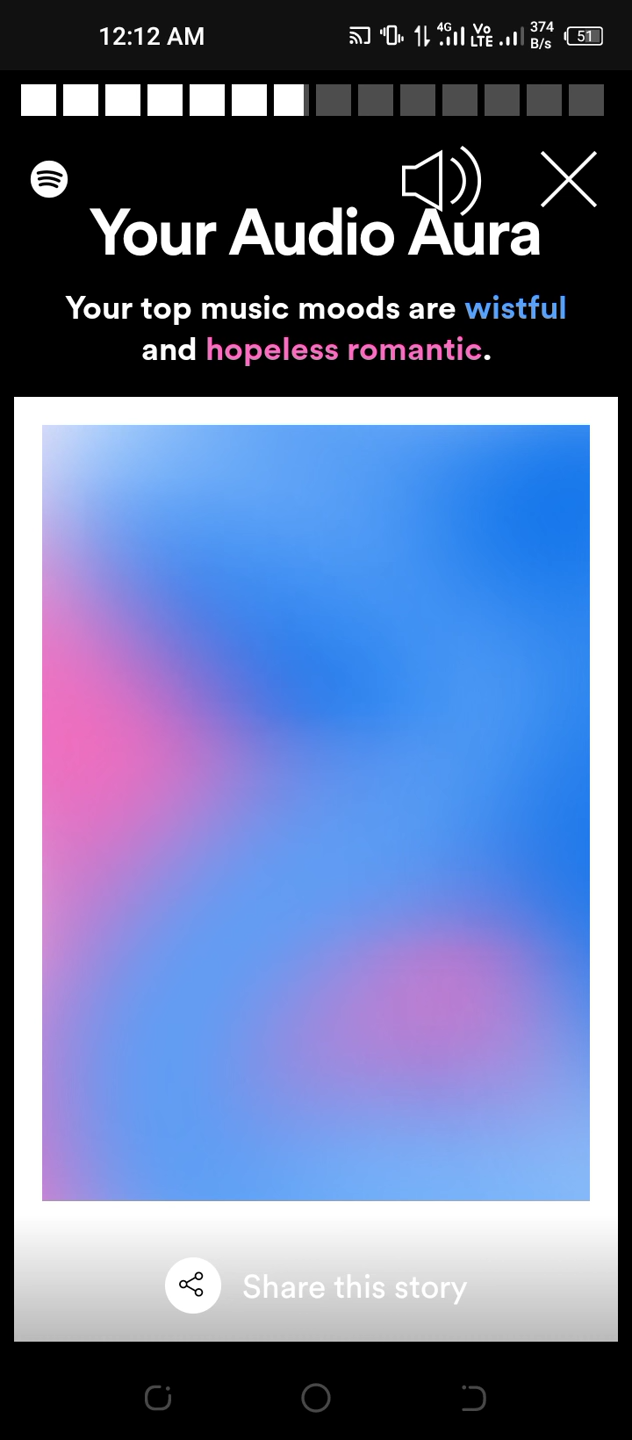 12:12 AM
4G Vo LTE 374 B/s 51
Your Audio Aura
Your top music moods are wistful
and hopeless romantic.
Share this story